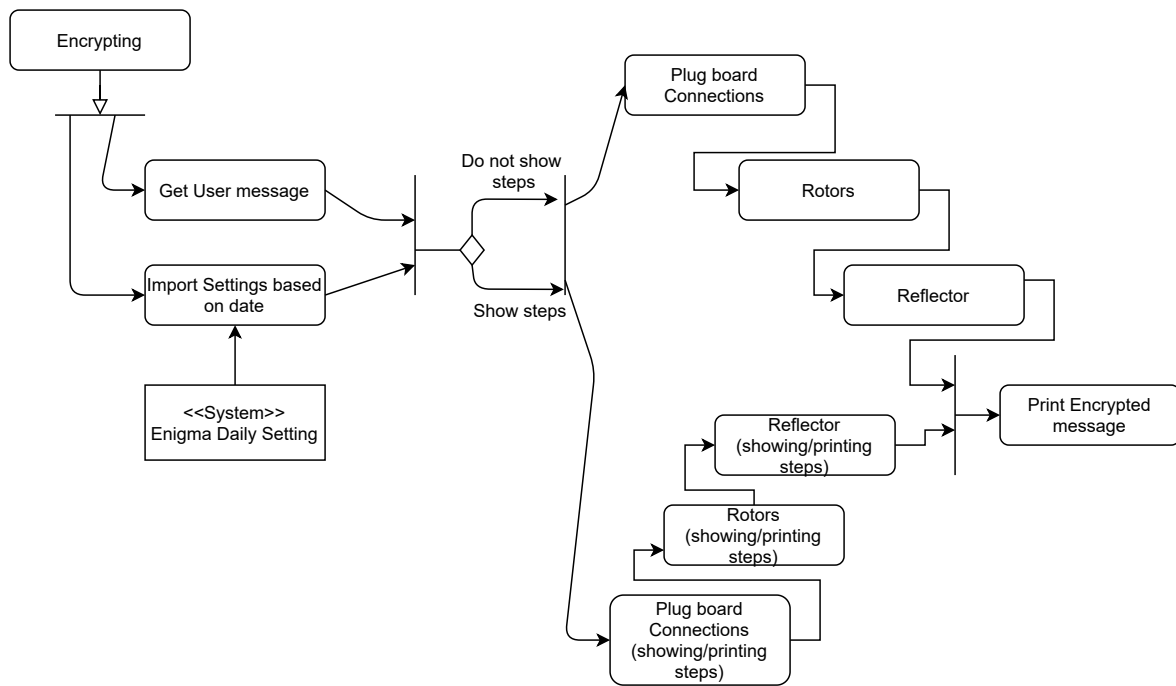 Encrypting
Get User message
Import Settings based
on date
<<System>>
Enigma Daily Setting
Do not show
steps
Show steps
Plug board
Connections
Rotors
Reflector
Reflector
(showing/printing
steps)
Rotors
(showing/printing
steps)
Plug board
Connections
(showing/printing
steps)
Print Encrypted
message